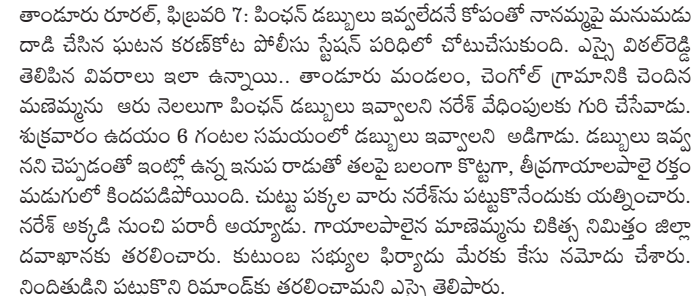 తాండూరు రూరల్, ఫిబ్రవరి 7: పింఛన్ డబ్బులు ఇవ్వలేదనే కోపంతో నానమ్మపై మనుమడు
దాడి చేసిన ఘటన కరణ్‌కోట పోలీసు స్టేషన్ పరిధిలో చోటుచేసుకుంది. ఎస్సై విఠల్‌రెడ్డి
తెలిపిన వివరాలు ఇలా ఉన్నాయి.. తాండూరు మండలం, చెంగోల్ గ్రామానికి చెందిన
మణెమ్మను ఆరు నెలలుగా పింఛన్ డబ్బులు ఇవ్వాలని నరేశ్ వేధింపులకు గురి చేసేవాడు.
శుక్రవారం ఉదయం 6 గంటల సమయంలో డబ్బులు ఇవ్వాలని అడిగాడు. డబ్బులు ఇవ్వ
నని చెప్పడంతో ఇంట్లో ఉన్న ఇనుప రాడుతో తలపై బలంగా కొట్టగా, తీవ్రగాయాలపాలై రక్తం
మడుగులో కిందపడిపోయింది. చుట్టు పక్కల వారు నరేశ్‌ను పట్టుకొనేందుకు యత్నించారు.
నరేశ్ అక్కడి నుంచి పరారీ అయ్యాడు. గాయాలపాలైన మాణెమ్మను చికిత్స నిమిత్తం జిల్లా
దవాఖానకు తరలించారు. కుటుంబ సభ్యుల ఫిర్యాదు మేరకు కేసు నమోదు చేశారు.
నిందితుడిని పట్టుకొని రిమాండ్‌కు తరలించామని ఎస్సై తెలిపారు.